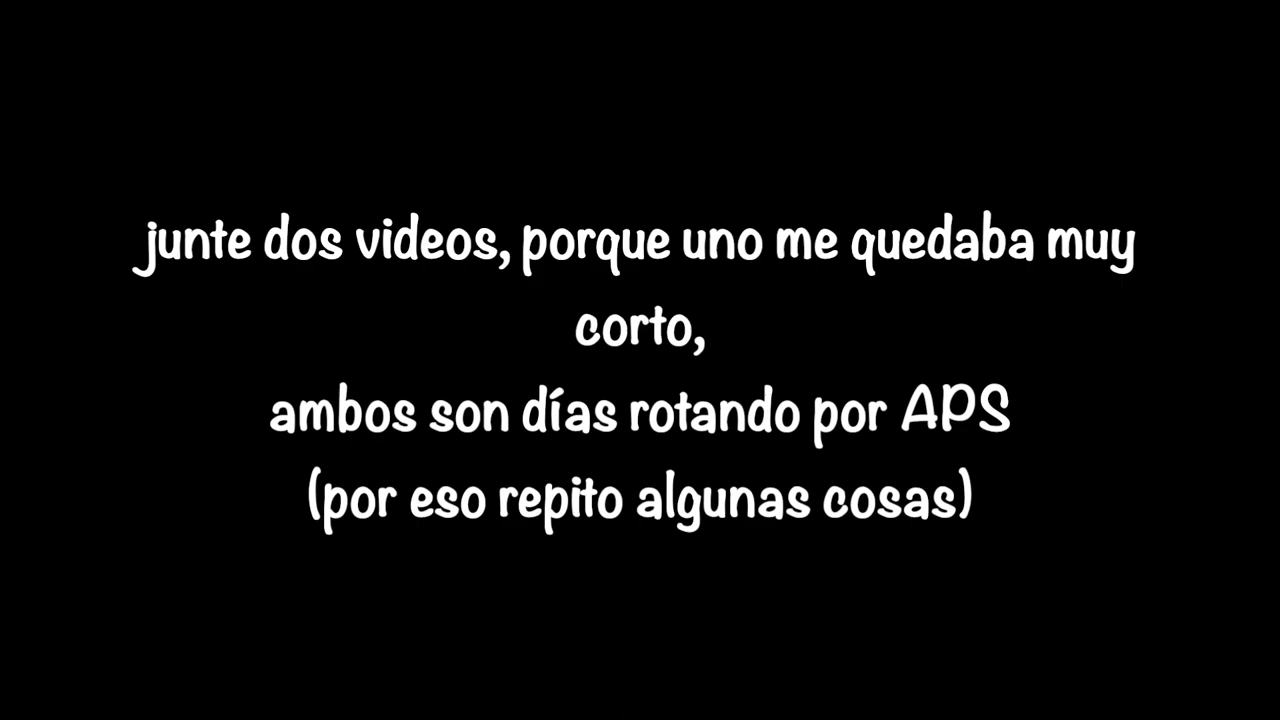 junte dos videos, porque uno me quedaba muy
corto,
ambos son días rotando por APS
(por eso repito algunas cosas)